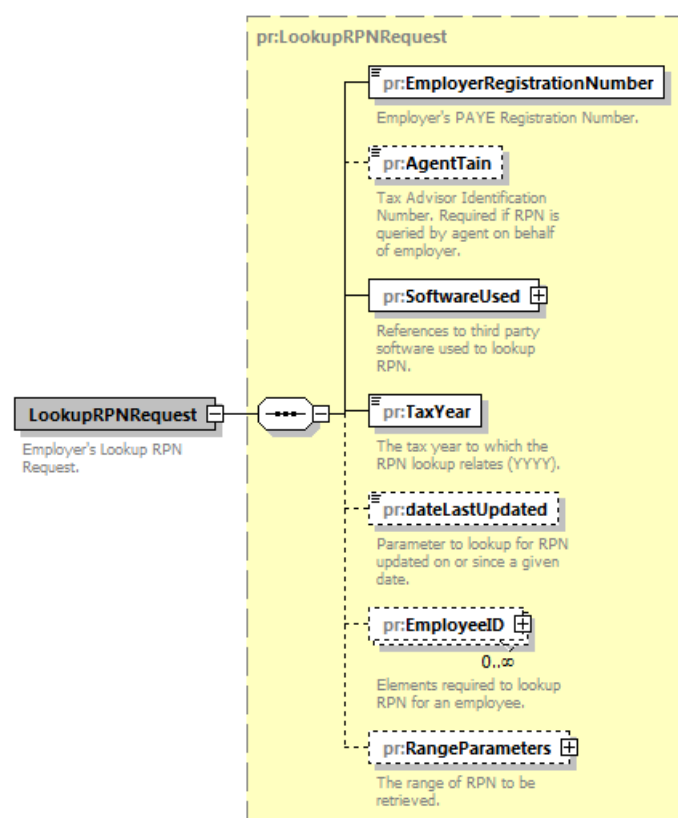 pr:LookupRPNRequest
pr:EmployerRegistrationNumber
Employer's PAYE Registration Number.
pr:AgentTain
Tax Advisor Identification
Number. Required if RPN is
queried by agent on behalf
of employer.
pr:SoftwareUsed
References to third party
software used to lookup
RPN.
LookupRPNRequest
Employer's Lookup RPN
Request.
pr:TaxYear
The tax year to which the
RPN lookup relates (YYYY).
pr:dateLastUpdated
Parameter to lookup for RPN
updated on or since a given
date.
pr:EmployeeID
0..∞
Elements required to lookup
RPN for an employee.
pr:RangeParameters
The range of RPN to be
retrieved.